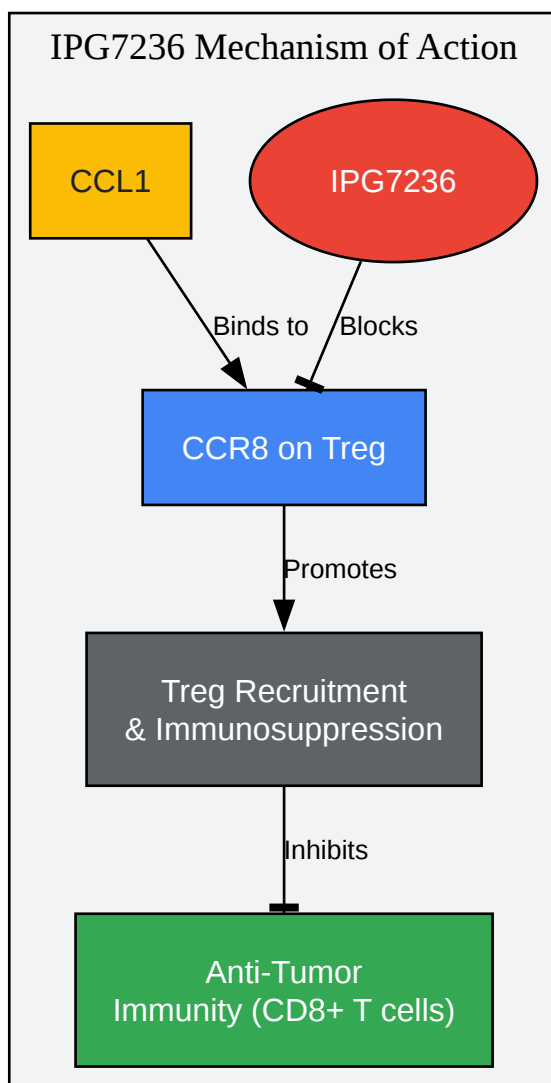 IPG7236 Mechanism of Action
CCL1
IPG7236
Binds to
Blocks
CCR8 on Treg
Promotes
Treg Recruitment
& Immunosuppression
Inhibits
Anti-Tumor
Immunity (CD8+ T cells)